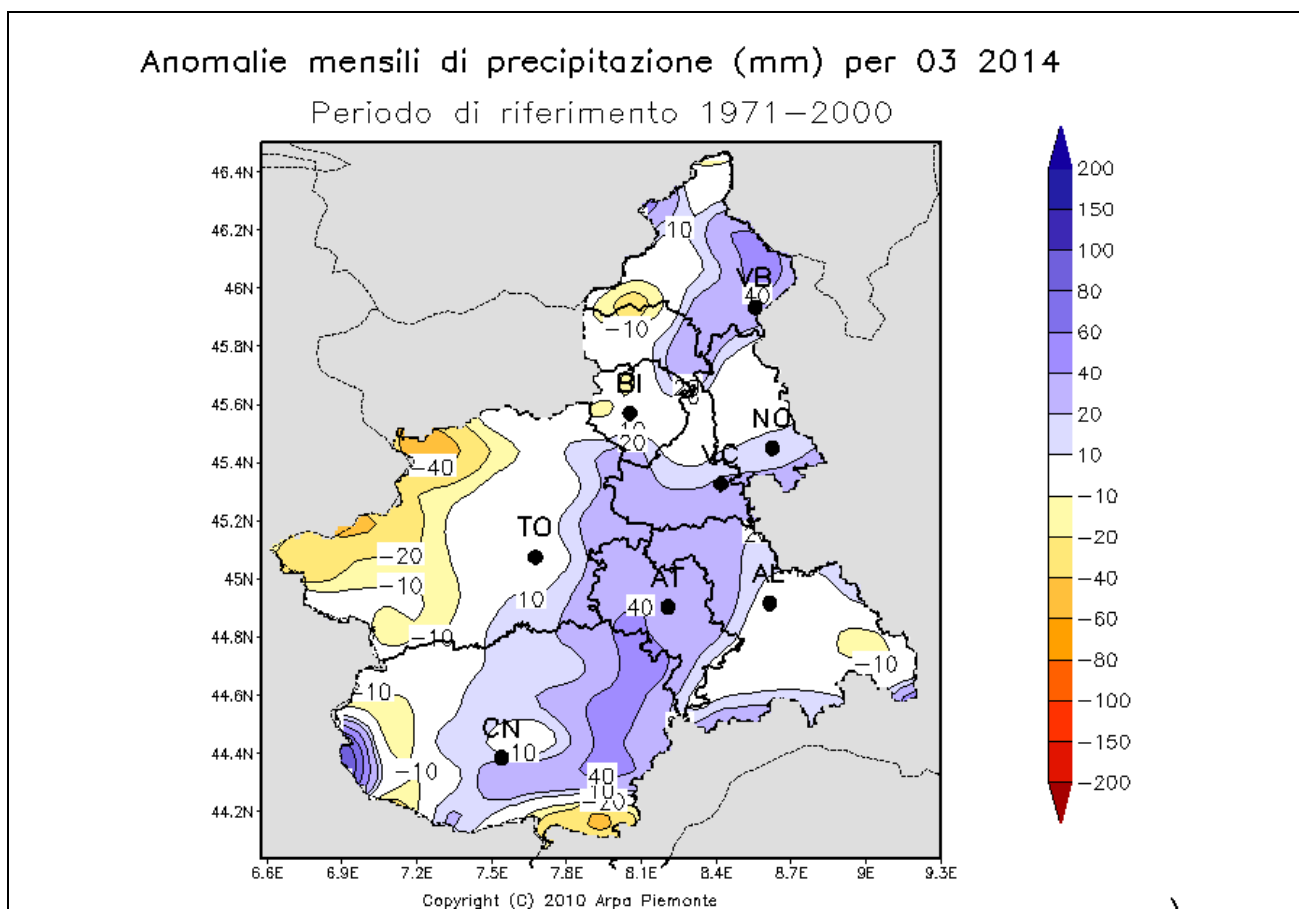 Anomalie mensili di precipitazione (mm) per 03 2014
Periodo di riferimento 1971-2000
46.4N
46.2N
46N
45.8N
45.6N
45.4N
45.2N
45N
44.8N
44.6N
44.4N
44.2N
6.6E 6.9E 7.2E 7.5E 7.8E 8.1E 8.4E 8.7E 9E 9.3E
10
VB
40
-10
BI
20
NO
VC
-40
TO
-20
-10
10
AT
40
AL
-10
-10
-10
CN
10
-10
40
10
-20
200
150
100
80
60
40
20
10
-10
-20
-40
-60
-80
-100
-150
-200
Copyright (C) 2010 Arpa Piemonte